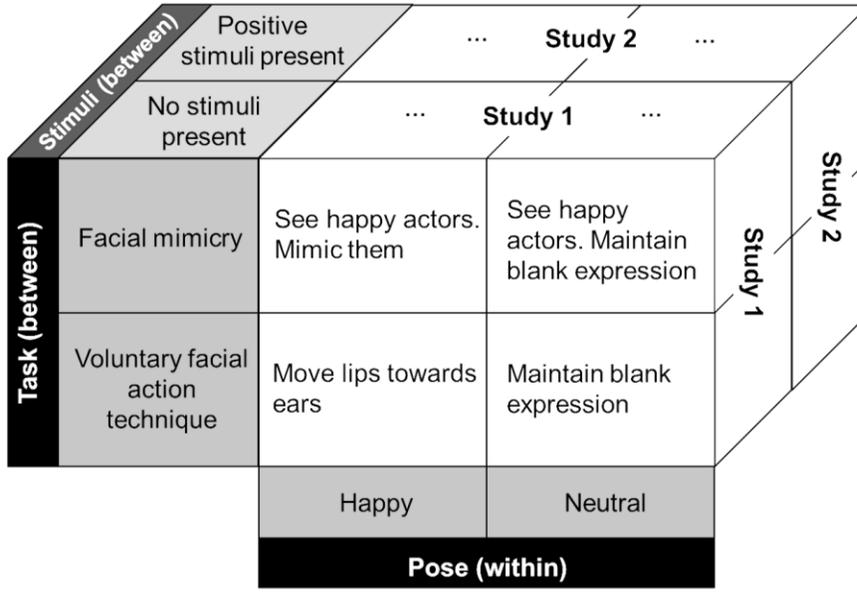 Stimuli (between)
Positive
stimuli present
... Study 2 ...
No stimuli
present
... Study 1 ...
Task (between)
Facial mimicry
See happy actors.
Mimic them
See happy
actors. Maintain
blank expression
Study 1
Study 2
Voluntary facial
action
technique
Move lips towards
ears
Maintain blank
expression
Happy
Neutral
Pose (within)